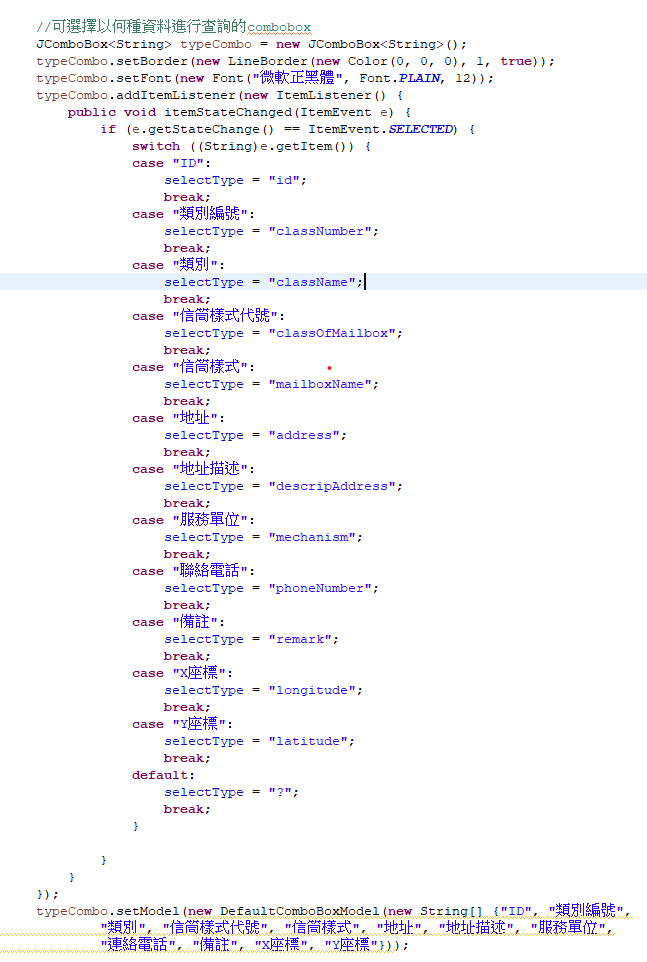 //可選擇以何種資料進行查詢的combobox
JComboBox<String> typeCombo = new JComboBox<String>();
typeCombo.setBorder(new LineBorder(new Color(0, 0, 0), 1, true));
typeCombo.setFont(new Font("微軟正黑體", Font.PLAIN, 12));
typeCombo.addItemListener(new ItemListener() {
public void itemStateChanged(ItemEvent e) {
if (e.getStateChange() == ItemEvent.SELECTED) {
switch ((String)e.getItem()) {
case "ID":
selectType = "id";
break;
case "類別編號":
selectType = "classNumber";
break;
case "類別":
selectType = "className";
break;
case "信筒樣式代號":
selectType = "classOfMailbox";
break;
case "信筒樣式":
selectType = "mailboxName";
break;
case "地址":
selectType = "address";
break;
case "地址描述":
selectType = "descripAddress";
break;
case "服務單位":
selectType = "mechanism";
break;
case "聯絡電話":
selectType = "phoneNumber";
break;
case "備註":
selectType = "remark";
break;
case "X座標":
selectType = "longitude";
break;
case "Y座標":
selectType = "latitude";
break;
default:
selectType = "?";
break;
}
}
}
});
typeCombo.setModel(new DefaultComboBoxModel(new String[] {"ID", "類別編號",
"類別", "信筒樣式代號", "信筒樣式", "地址", "地址描述", "服務單位",
"連絡電話", "備註", "X座標", "Y座標"}));